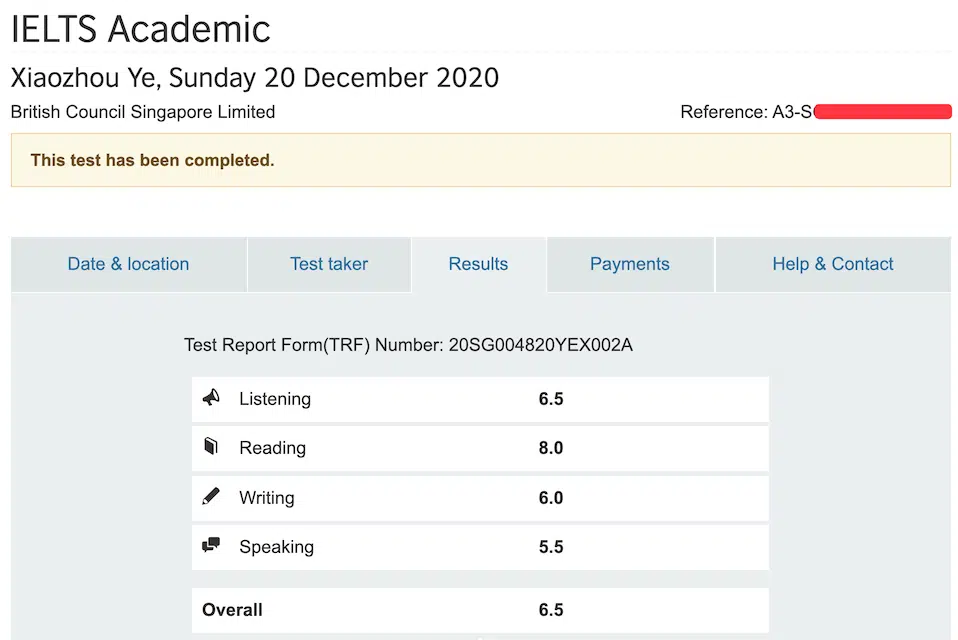 IELTS Academic
Xiaozhou Ye, Sunday 20 December 2020
British Council Singapore Limited
Reference: A3-S
This test has been completed.
Date & location
Test taker
Results
Payments
Help & Contact
Test Report Form(TRF) Number: 20SG004820YEX002A
Listening 6.5
Reading 8.0
Writing 6.0
Speaking 5.5
Overall 6.5